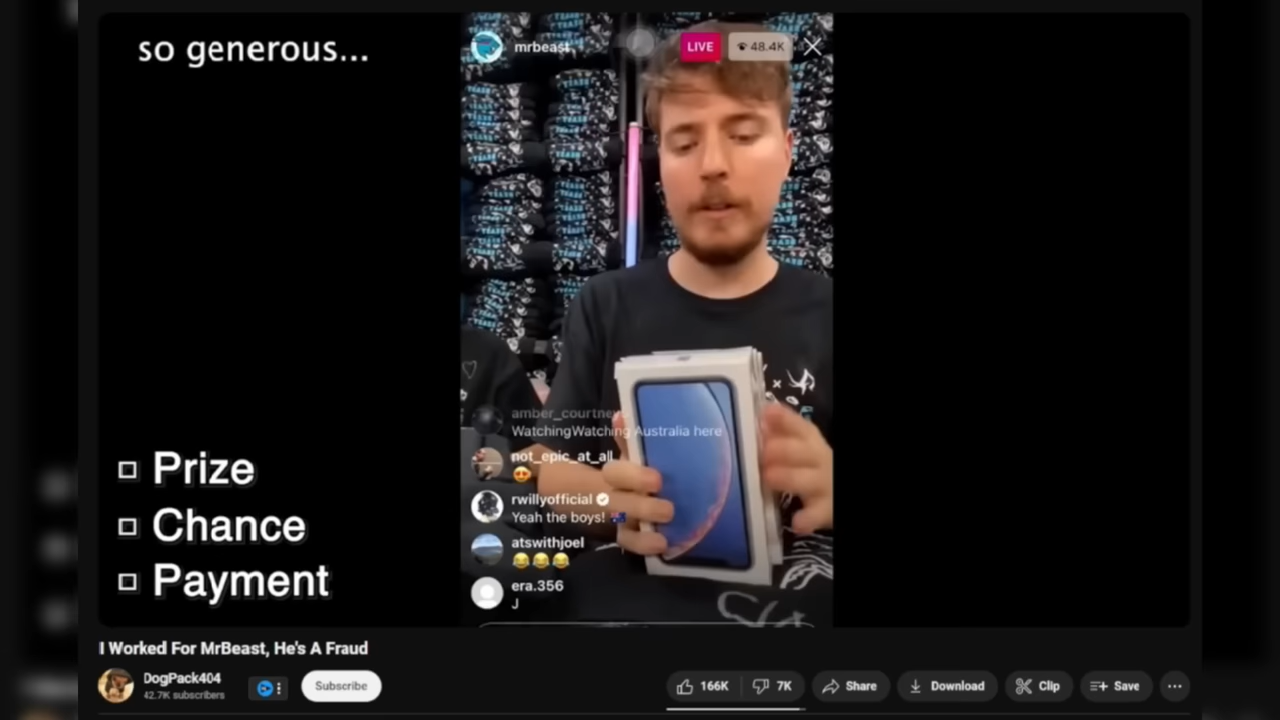 so generous...
mrbeast
LIVE
48.4K
amber_courtney
WatchingWatching Australia here
not_epic_at_all
😍
rwillyofficial
Yeah the boys! 🇦🇺
atswithjoel
😂😂😂
era.356
J
Prize
Chance
Payment
I Worked For MrBeast, He's A Fraud
DogPack404
42.7K subscribers
Subscribe
166K
7K
Share
Download
Clip
Save